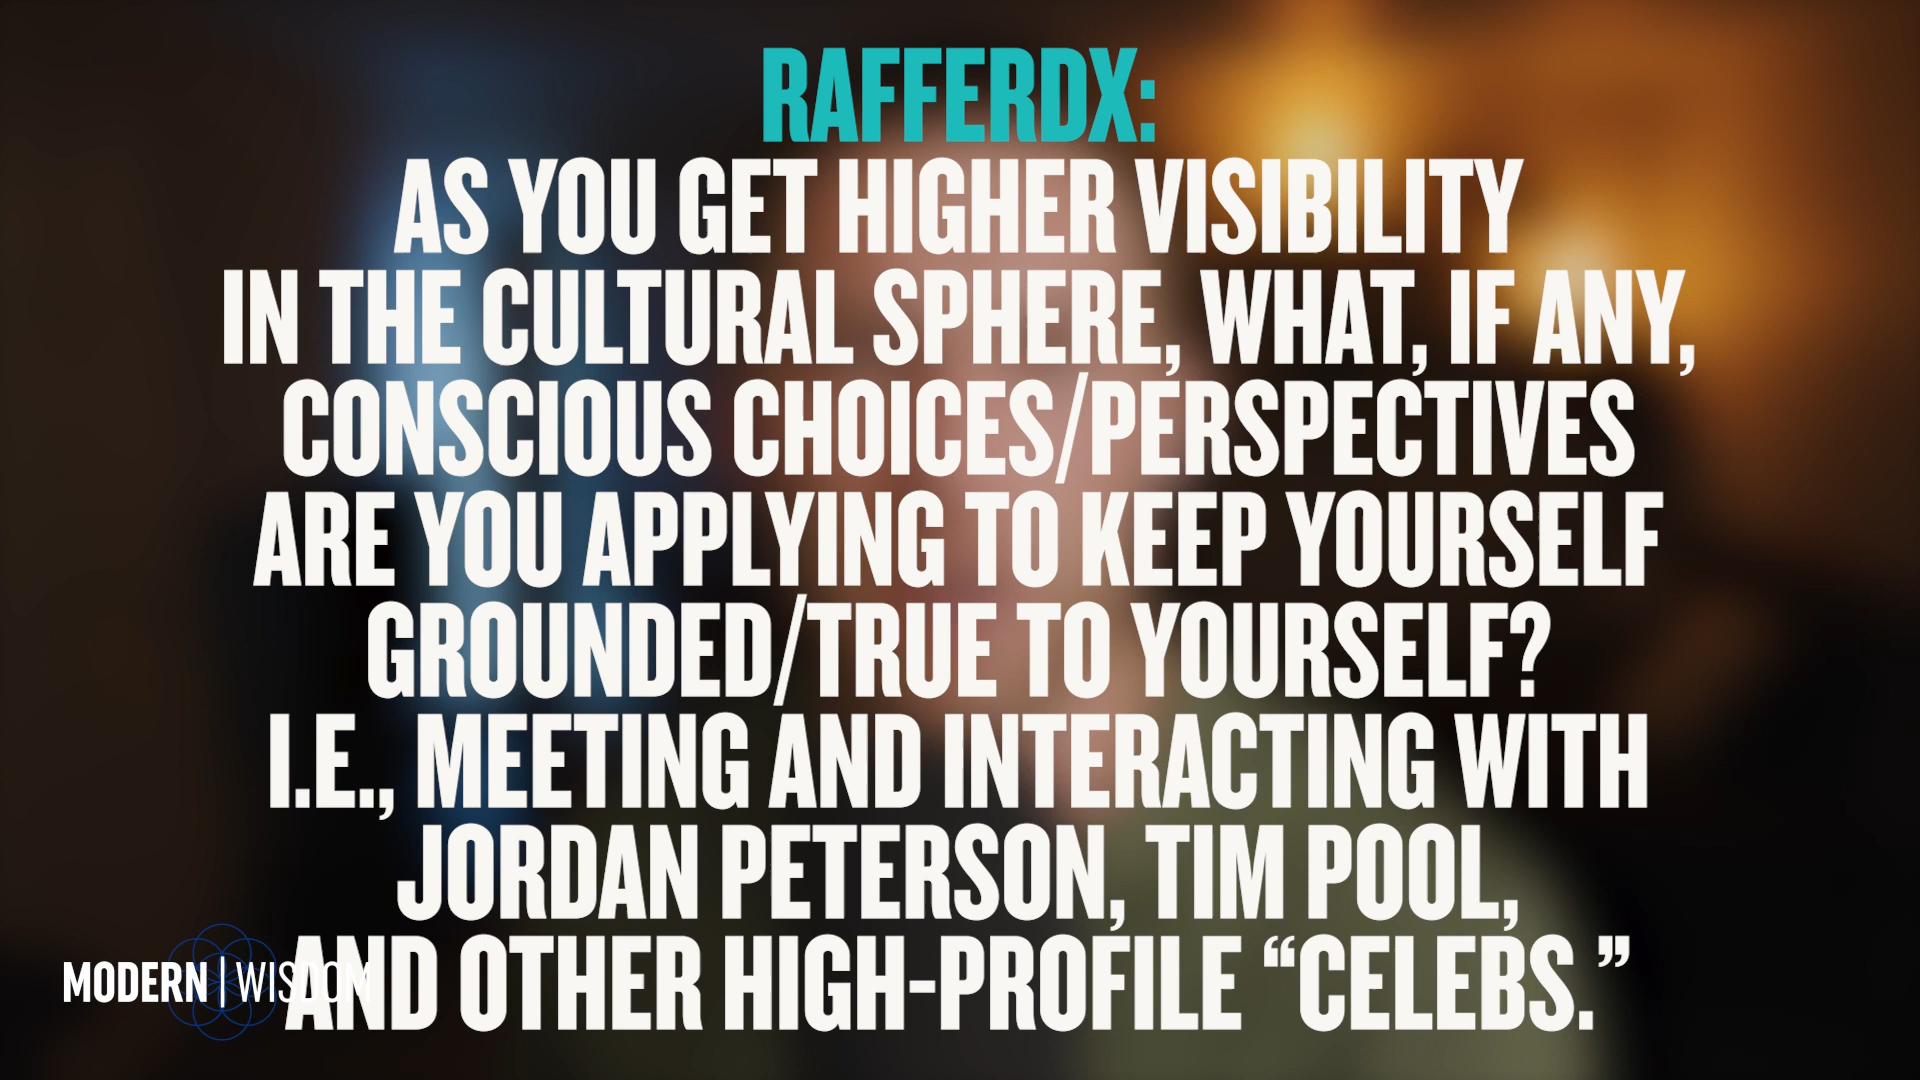 RAFFERDX:
AS YOU GET HIGHER VISIBILITY
IN THE CULTURAL SPHERE, WHAT, IF ANY,
CONSCIOUS CHOICES/PERSPECTIVES
ARE YOU APPLYING TO KEEP YOURSELF
GROUNDED/TRUE TO YOURSELF?
I.E., MEETING AND INTERACTING WITH
JORDAN PETERSON, TIM POOL,
AND OTHER HIGH-PROFILE “CELEBS.”
MODERN | WISDOM